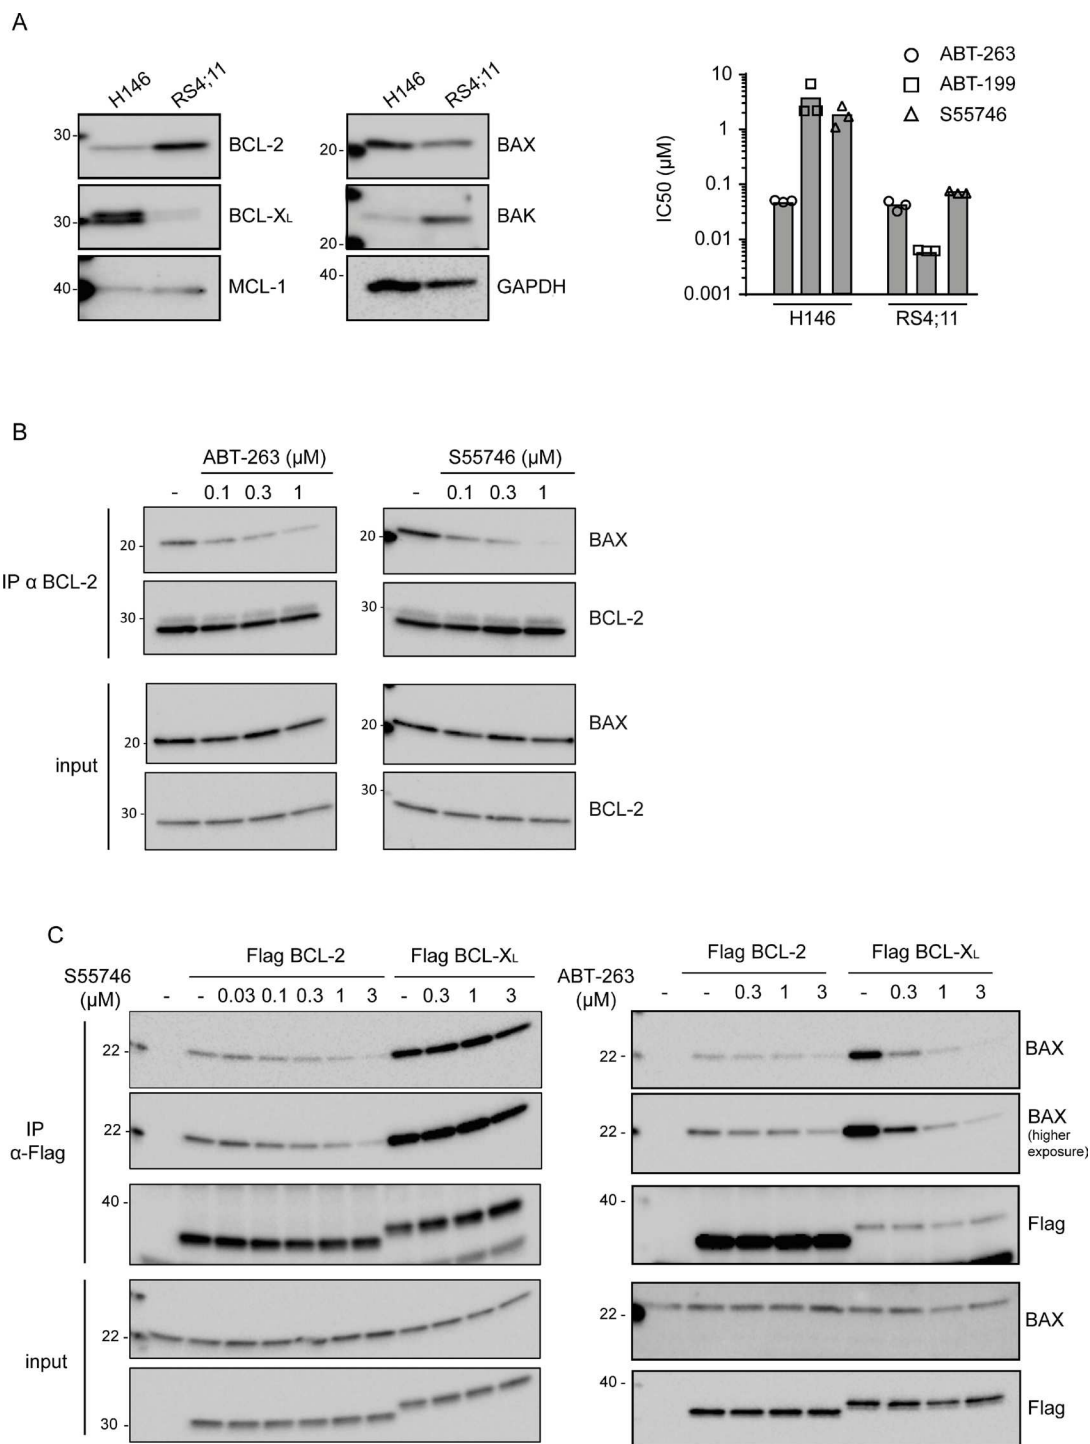 A
H146 RS4;11
30- BCL-2
30- BCL-XL
40- MCL-1
H146 RS4;11
20- BAX
BAK
20-
40- GAPDH
ABT-263
ABT-199
S55746
IC50 (µM)
10
1
0.1
0.01
0.001
H146 RS4;11
B
ABT-263 (µM) S55746 (µM)
- 0.1 0.3 1 - 0.1 0.3 1
IP α BCL-2
20- 20- BAX
30- 30- BCL-2
input
20- 20- BAX
30- 30- BCL-2
C
Flag BCL-2 Flag BCL-XL
S55746
(µM) - - 0.03 0.1 0.3 1 3 - 0.3 1 3
IP
α-Flag
22-
22-
40-
input
22-
30-
Flag BCL-2 Flag BCL-XL
ABT-263
(µM) - - 0.3 1 3 - 0.3 1 3
22- BAX
22- BAX
(higher
exposure)
40- Flag
22- BAX
40- Flag